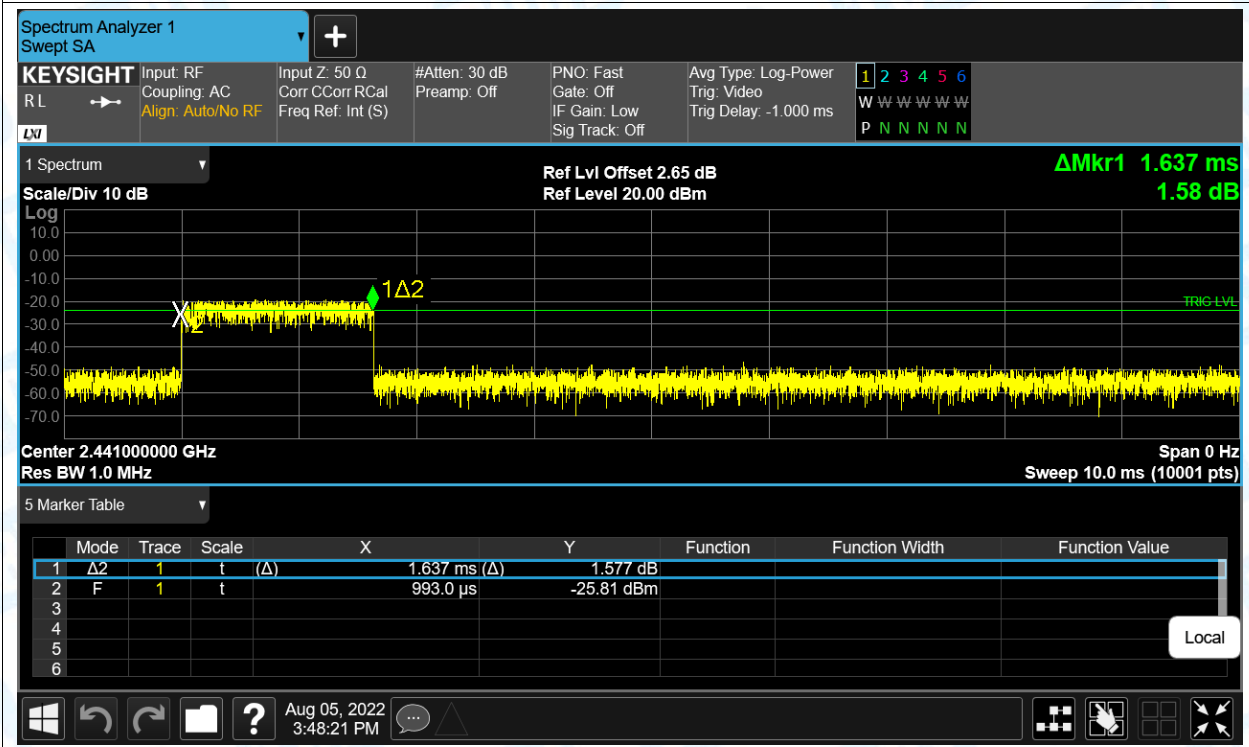 Spectrum Analyzer 1
Swept SA
+
KEYSIGHT Input: RF Input Z: 50 Ω #Atten: 30 dB PNO: Fast Avg Type: Log-Power 1 2 3 4 5 6
R L Coupling: AC Corr CCorr RCal Preamp: Off Gate: Off Trig: Video W W W W W W
Align: Auto/No RF Freq Ref: Int (S) IF Gain: Low Trig Delay: -1.000 ms
LXI Sig Track: Off P N N N N N
1 Spectrum
Ref Lvl Offset 2.65 dB ΔMkr1 1.637 ms
Scale/Div 10 dB Ref Level 20.00 dBm 1.58 dB
Log
10.0
0.00
-10.0
1Δ2
-20.0 TRIG LVL
X
2
-30.0
-40.0
-50.0
-60.0
-70.0
Center 2.441000000 GHz Span 0 Hz
Res BW 1.0 MHz Sweep 10.0 ms (10001 pts)
5 Marker Table
Mode Trace Scale X Y Function Function Width Function Value
1 Δ2 1 t (Δ) 1.637 ms (Δ) 1.577 dB
2 F 1 t 993.0 µs -25.81 dBm
3
4
5
6
Local
? Aug 05, 2022
3:48:21 PM